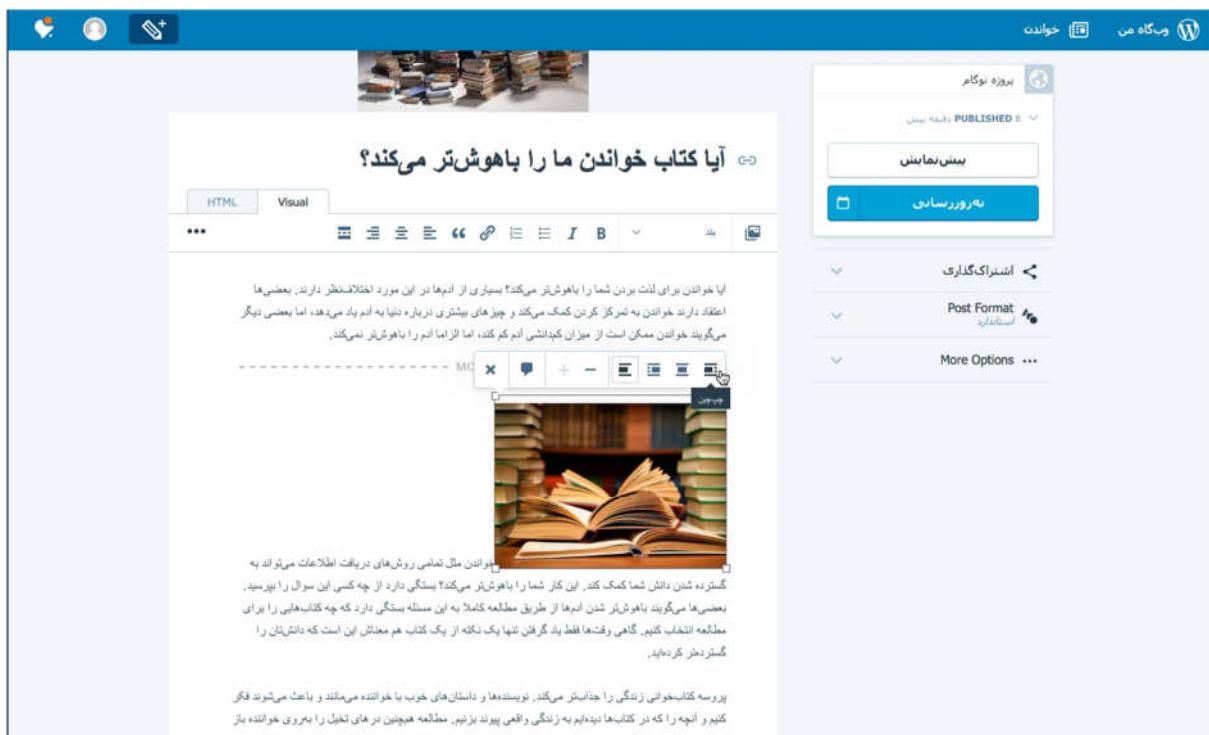 وبگاه من
خواندن
پروژه نوگام
PUBLISHED 8 دقیقه پیش
پیش‌نمایش
به‌روزرسانی
اشتراک‌گذاری
Post Format
استاندارد
More Options
آیا کتاب خواندن ما را باهوش‌تر می‌کند؟
Visual
HTML
بند
B I
آیا خواندن برای لذت بردن شما را باهوش‌تر می‌کند؟ بسیاری از آدم‌ها در این مورد اختلاف‌نظر دارند. بعضی‌ها
اعتقاد دارند خواندن به تمرکز کردن کمک می‌کند و چیز های بیشتری درباره دنیا به آدم یاد می‌دهد، اما بعضی دیگر
می‌گویند خواندن ممکن است از میزان کم‌دانشی آدم کم کند، اما الزاما آدم را باهوش‌تر نمی‌کند.
MO
چپ‌چین
خواندن مثل تمامی روش‌های دریافت اطلاعات می‌تواند به
گسترده شدن دانش شما کمک کند. این کار شما را باهوش‌تر می‌کند؟ بستگی دارد از چه کسی این سوال را بپرسید.
بعضی‌ها می‌گویند باهوش‌تر شدن آدم‌ها از طریق مطالعه کاملا به این مسئله بستگی دارد که چه کتاب‌هایی را برای
مطالعه انتخاب کنیم. گاهی وقت‌ها فقط یاد گرفتن تنها یک نکته از یک کتاب هم معناش این است که دانش‌تان را
گسترده‌تر کرده‌اید.
پروسه کتاب‌خوانی زندگی را جذاب‌تر می‌کند. نویسنده‌ها و داستان‌های خوب با خواننده می‌مانند و باعث می‌شوند فکر
کنیم و آنچه را که در کتاب‌ها دیده‌ایم به زندگی واقعی پیوند بزنیم. مطالعه همچنین در های تخیل را به‌روی خواننده باز